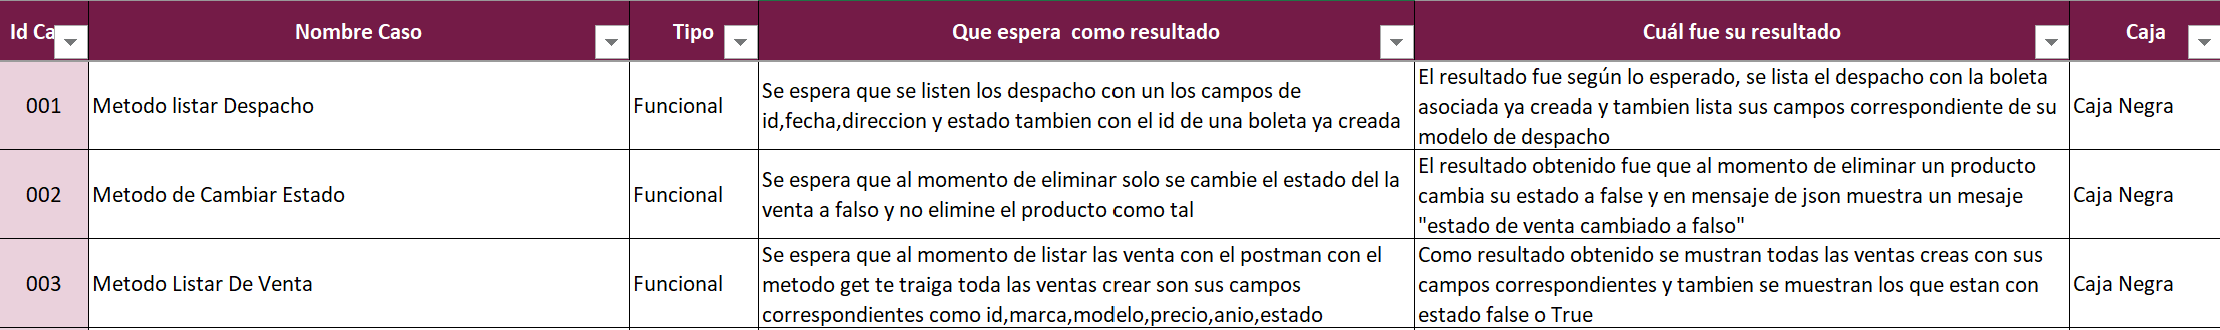 Id Ca
Nombre Caso
Tipo
Que espera  como resultado
Cuál fue su resultado
Caja
001
Metodo listar Despacho
Funcional
Se espera que se listen los despacho con un los campos de
id,fecha,direccion y estado tambien con el id de una boleta ya creada
El resultado fue según lo esperado, se lista el despacho con la boleta
asociada ya creada y tambien lista sus campos correspondiente de su
modelo de despacho
Caja Negra
002
Metodo de Cambiar Estado
Funcional
Se espera que al momento de eliminar solo se cambie el estado del la
venta a falso y no elimine el producto como tal
El resultado obtenido fue que al momento de eliminar un producto
cambia su estado a false y en mensaje de json muestra un mesaje
"estado de venta cambiado a falso"
Caja Negra
003
Metodo Listar De Venta
Funcional
Se espera que al momento de listar las venta con el postman con el
metodo get te traiga toda las ventas crear son sus campos
correspondientes como id,marca,modelo,precio,anio,estado
Como resultado obtenido se mustran todas las ventas creas con sus
campos correspondientes y tambien se muestran los que estan con
estado false o True
Caja Negra